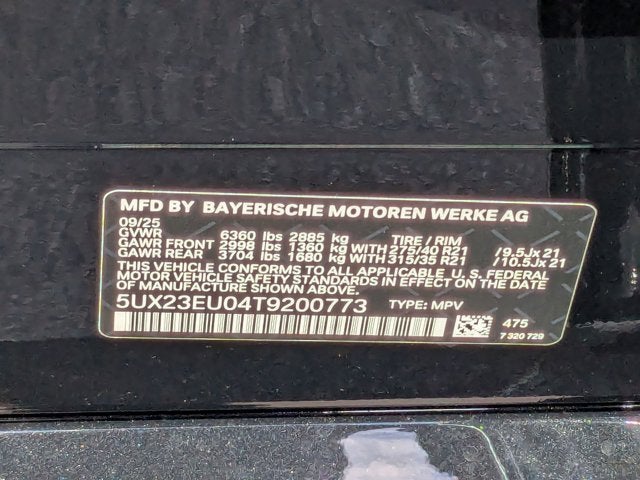 MFD BY BAYERISCHE MOTOREN WERKE AG
09/25
GVWR 6360 lbs 2885 kg TIRE / RIM
GAWR FRONT 2998 lbs 1360 kg WITH 275/40 R21 /9.5Jx 21
GAWR REAR 3704 lbs 1680 kg WITH 315/35 R21 /10.5Jx 21
THIS VEHICLE CONFORMS TO ALL APPLICABLE U. S. FEDERAL
MOTOR VEHICLE SAFETY STANDARDS IN EFFECT ON THE DATE
OF MANUFACTURE SHOWN ABOVE.
5UX23EU04T9200773 TYPE: MPV
475
7 320 729